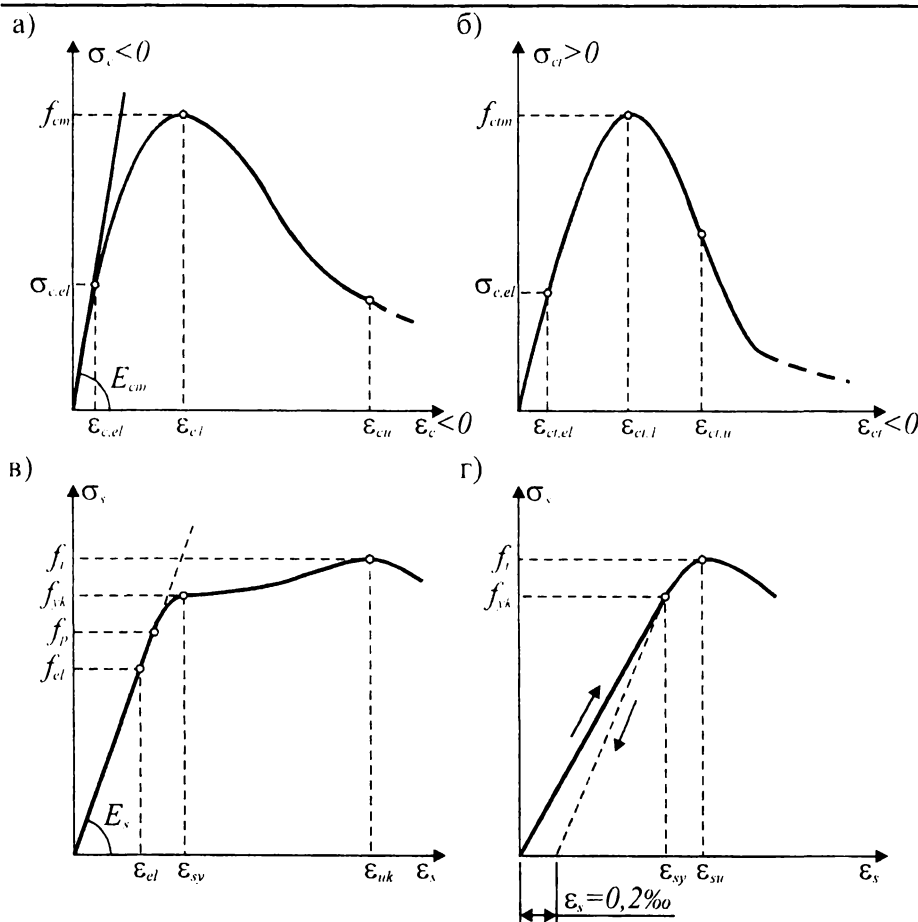 а)
σc<0
fcm
σc.el
Ecm
εc.el
εc1
εcu
εc<0
б)
σct>0
fctm
σc.el
εct,el
εct.1
εct.u
εct<0
в)
σs
ft
fyk
fp
fel
Es
εel
εsy
εuk
εs
г)
σs
ft
fyk
εsy
εsu
εs
εs=0,2‰